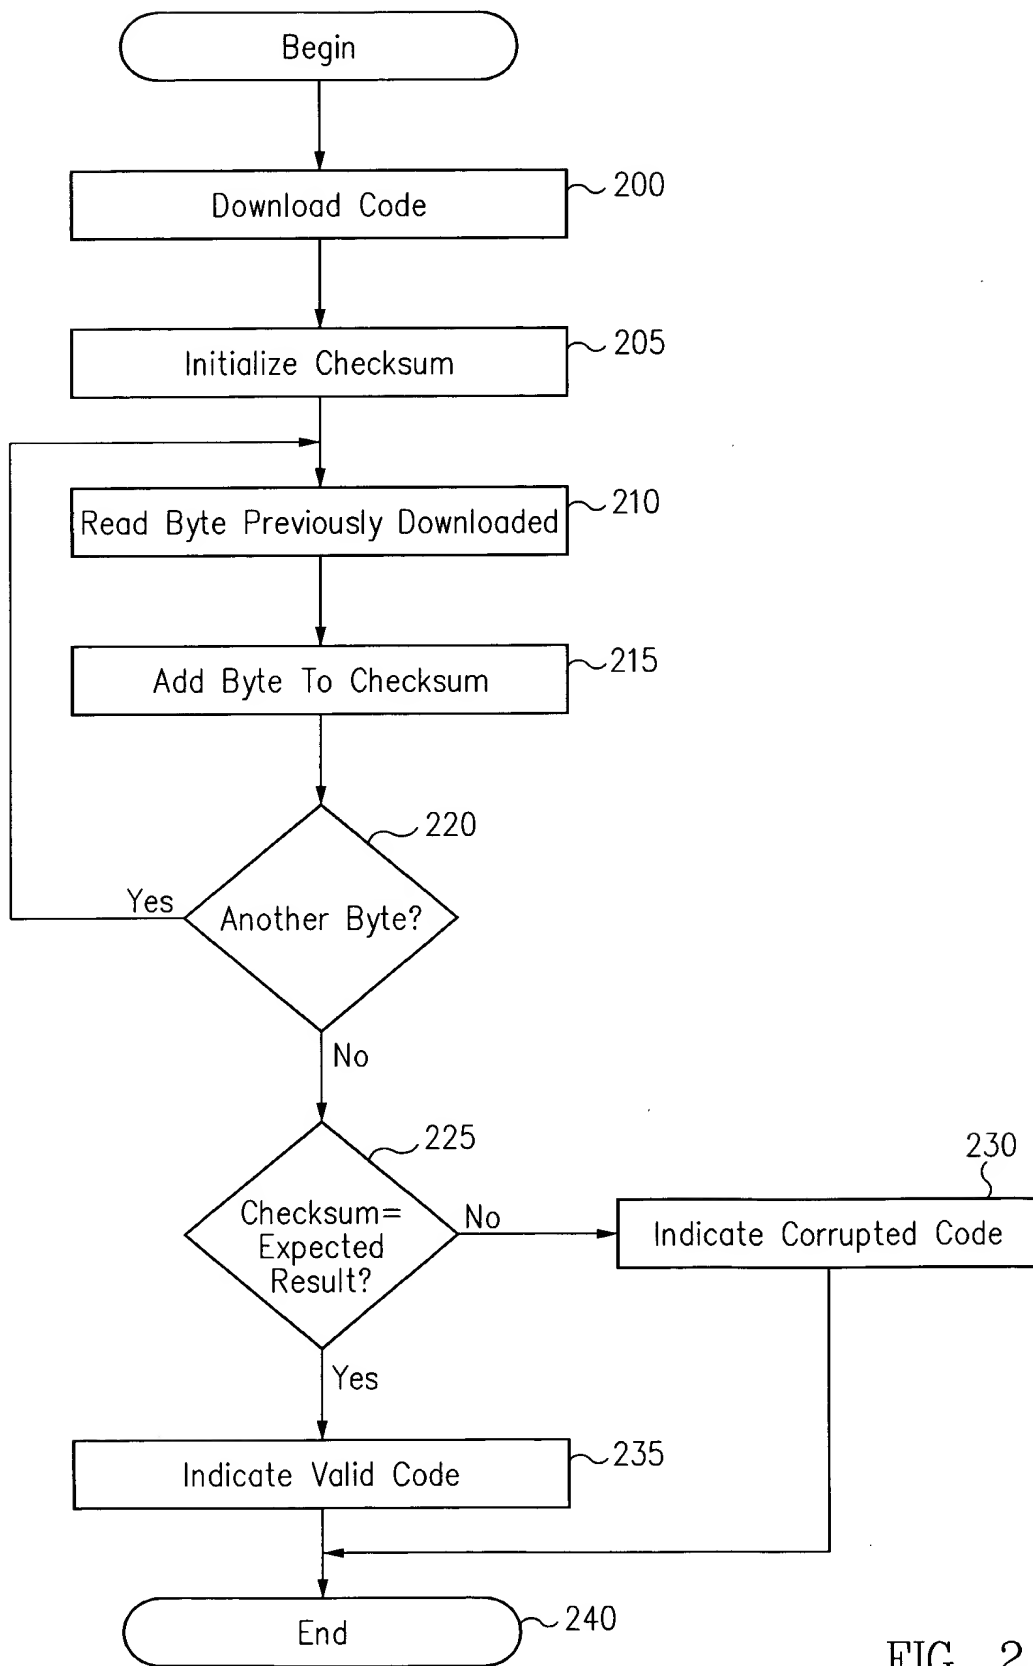 Begin
Download Code
200
Initialize Checksum
205
Read Byte Previously Downloaded
210
Add Byte To Checksum
215
220
Another Byte?
Yes
No
225
Checksum=
Expected
Result?
No
230
Indicate Corrupted Code
Yes
Indicate Valid Code
235
End
240
FIG. 2